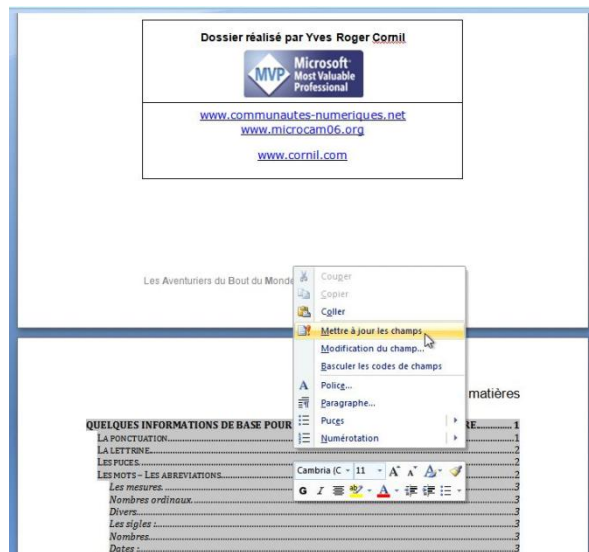 Dossier réalisé par Yves Roger Cornil
MVP
Microsoft
Most Valuable
Professional
www.communautes-numeriques.net
www.microcam06.org
www.cornil.com
Les Aventuriers du Bout du Monde
Couper
Copier
Coller
Mettre à jour les champs
Modification du champ...
Basculer les codes de champs
Police...
Paragraphe...
Puces
Numérotation
matières
QUELQUES INFORMATIONS DE BASE POUR RE 1
LA PONCTUATION 1
LA LETTRINE 2
LES PUCES 2
LES MOTS – LES ABREVIATIONS 2
Les mesures 3
Nombres ordinaux 3
Divers 3
Les sigles : 3
Nombres 3
Dates : 3
Cambria (C 11 A A A
G I ab A